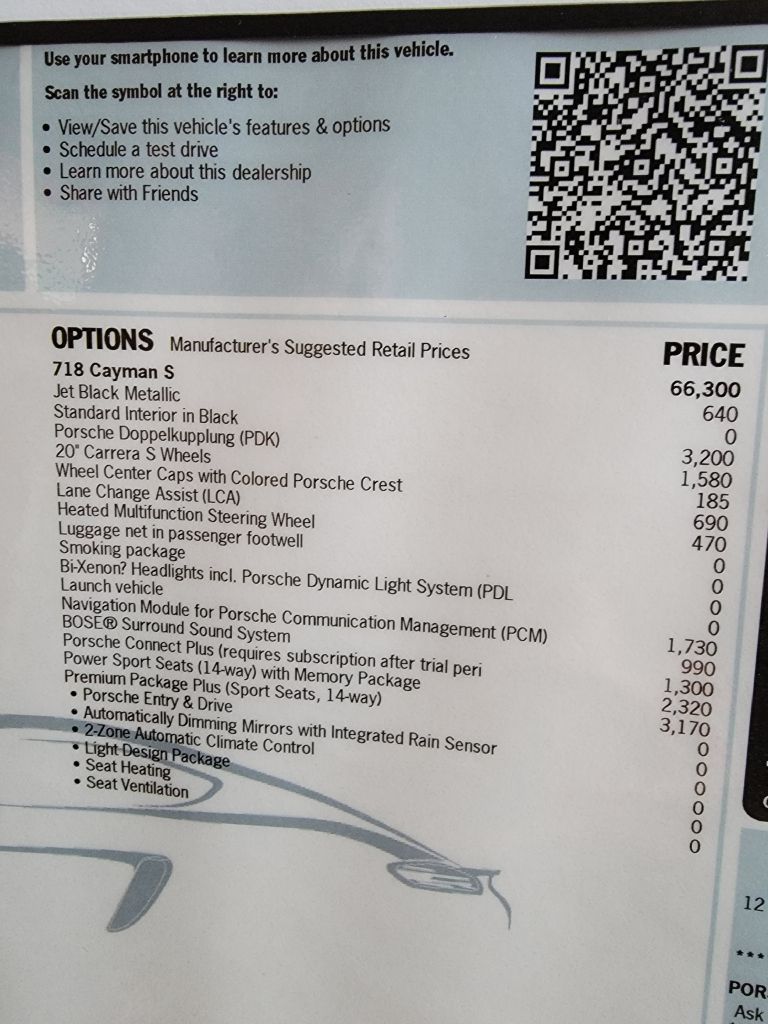 Use your smartphone to learn more about this vehicle.
Scan the symbol at the right to:
• View/Save this vehicle's features & options
• Schedule a test drive
• Learn more about this dealership
• Share with Friends
OPTIONS Manufacturer's Suggested Retail Prices PRICE
718 Cayman S 66,300
Jet Black Metallic 640
Standard Interior in Black 0
Porsche Doppelkupplung (PDK) 3,200
20" Carrera S Wheels 1,580
Wheel Center Caps with Colored Porsche Crest 185
Lane Change Assist (LCA) 690
Heated Multifunction Steering Wheel 470
Luggage net in passenger footwell 0
Smoking package 0
Bi-Xenon? Headlights incl. Porsche Dynamic Light System (PDL 0
Launch vehicle 0
Navigation Module for Porsche Communication Management (PCM) 1,730
BOSE® Surround Sound System 990
Porsche Connect Plus (requires subscription after trial peri 1,300
Power Sport Seats (14-way) with Memory Package 2,320
Premium Package Plus (Sport Seats, 14-way) 3,170
• Porsche Entry & Drive 0
• Automatically Dimming Mirrors with Integrated Rain Sensor 0
• 2-Zone Automatic Climate Control 0
• Light Design Package 0
• Seat Heating 0
• Seat Ventilation 0
12
***
POR
Ask